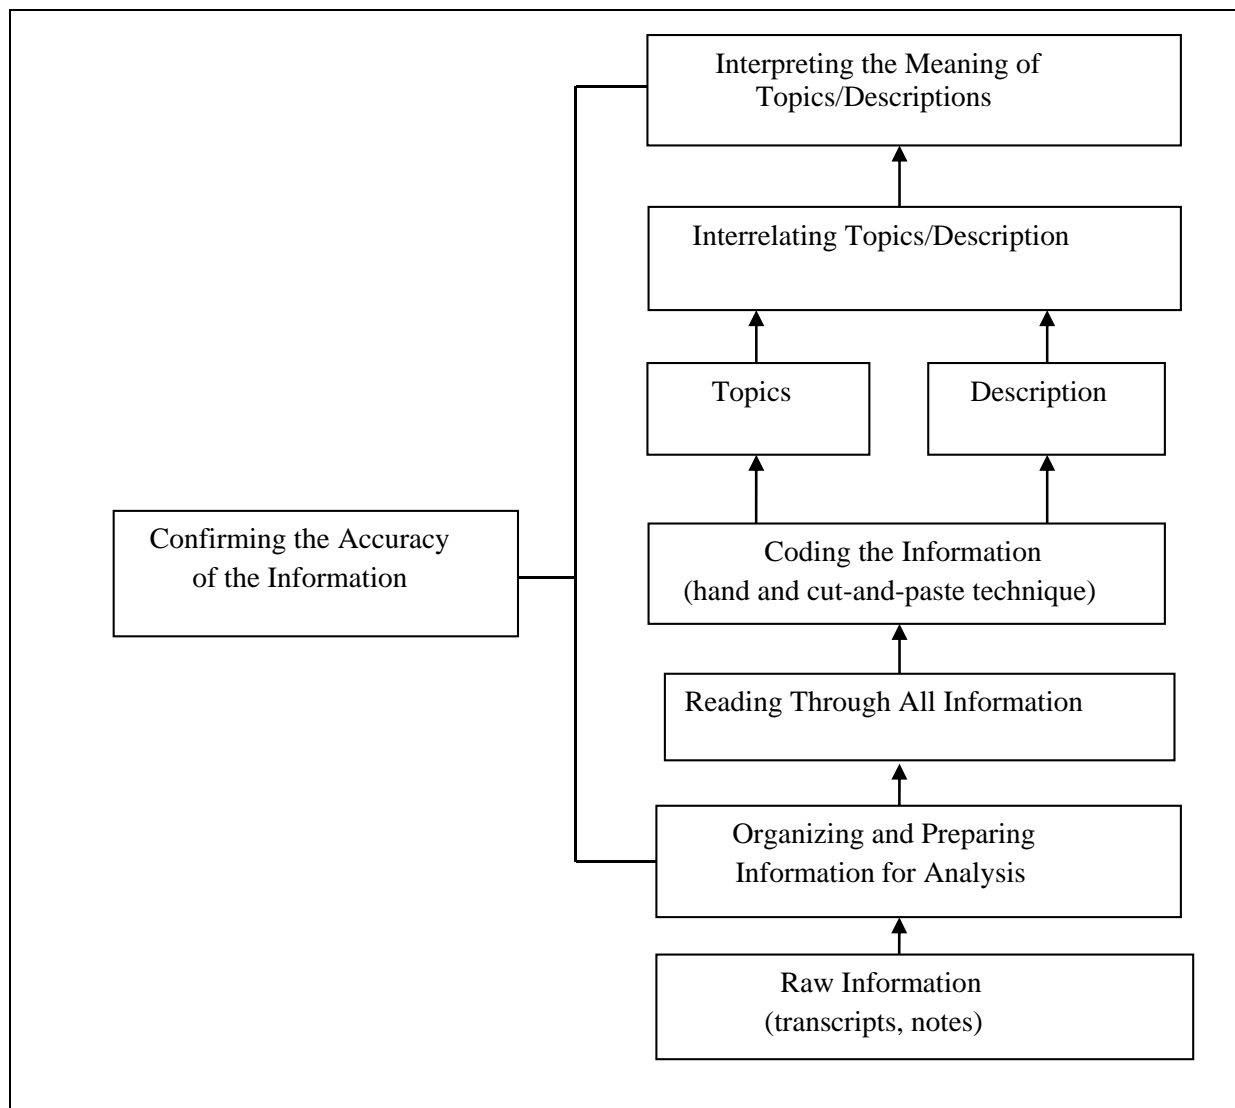 Interpreting the Meaning of
Topics/Descriptions
Interrelating Topics/Description
Topics
Description
Confirming the Accuracy
of the Information
Coding the Information
(hand and cut-and-paste technique)
Reading Through All Information
Organizing and Preparing
Information for Analysis
Raw Information
(transcripts, notes)